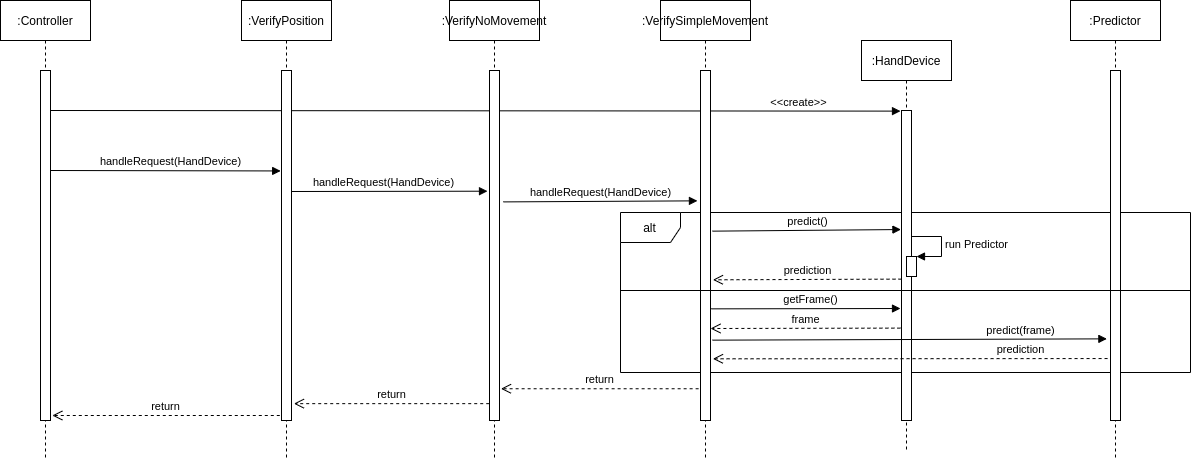 :Controller
:VerifyPosition
:VerifyNoMovement
:VerifySimpleMovement
:Predictor
:HandDevice
<<create>>
handleRequest(HandDevice)
handleRequest(HandDevice)
handleRequest(HandDevice)
alt
predict()
run Predictor
prediction
getFrame()
frame
predict(frame)
prediction
return
return
return